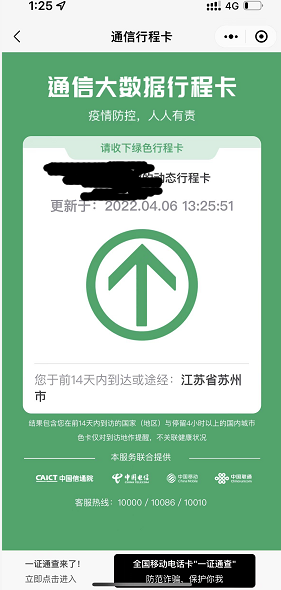 1:25
4G
通信行程卡
通信大数据行程卡
疫情防控，人人有责
请收下绿色行程卡
的动态行程卡
更新于：2022.04.06 13:25:51
您于前14天内到达或途经：江苏省苏州
市
结果包含您在前14天内到访的国家（地区）与停留4小时以上的国内城市
色卡仅对到访地作提醒，不关联健康状况
本服务联合提供
CAICT 中国信通院 中国电信 中国移动 China Mobile 中国联通
客服热线：10000 / 10086 / 10010
一证通查来了！
立即点击进入
全国移动电话卡"一证通查"
防范诈骗，保护你我